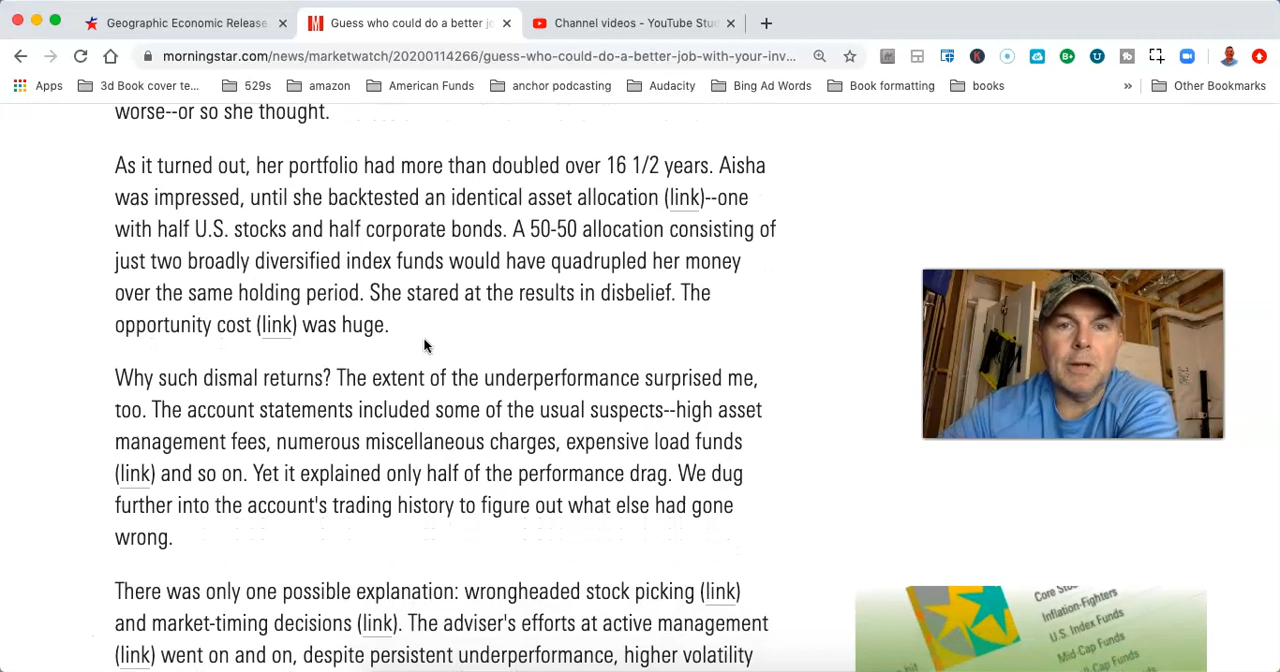 Geographic Economic Release
Guess who could do a better j
Channel videos - YouTube Stu
morningstar.com/news/marketwatch/20200114266/guess-who-could-do-a-better-job-with-your-inv...
Apps 3d Book cover te... 529s amazon American Funds anchor podcasting Audacity Bing Ad Words Book formatting books » Other Bookmarks
worse--or so she thought.
As it turned out, her portfolio had more than doubled over 16 1/2 years. Aisha
was impressed, until she backtested an identical asset allocation (link)--one
with half U.S. stocks and half corporate bonds. A 50-50 allocation consisting of
just two broadly diversified index funds would have quadrupled her money
over the same holding period. She stared at the results in disbelief. The
opportunity cost (link) was huge.
Why such dismal returns? The extent of the underperformance surprised me,
too. The account statements included some of the usual suspects--high asset
management fees, numerous miscellaneous charges, expensive load funds
(link) and so on. Yet it explained only half of the performance drag. We dug
further into the account's trading history to figure out what else had gone
wrong.
There was only one possible explanation: wrongheaded stock picking (link)
and market-timing decisions (link). The adviser's efforts at active management
(link) went on and on, despite persistent underperformance, higher volatility
Inflation-Fighters
U.S. Index Funds
Mid-Cap Funds